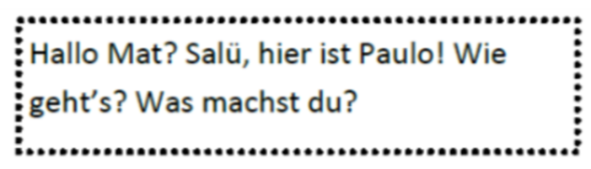 Hallo Mat? Salü, hier ist Paulo! Wie
geht's? Was machst du?